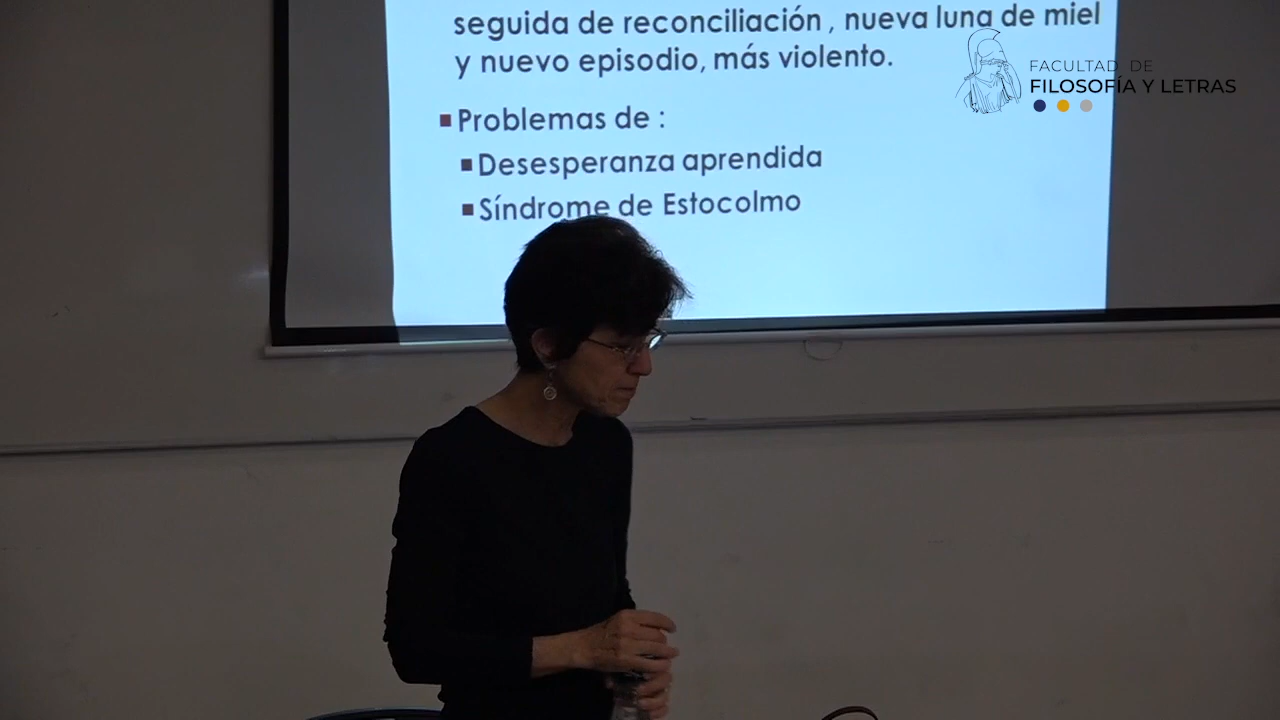 seguida de reconciliación , nueva luna de miel
y nuevo episodio, más violento.
FACULTAD DE
FILOSOFÍA Y LETRAS
Problemas de :
Desesperanza aprendida
Síndrome de Estocolmo